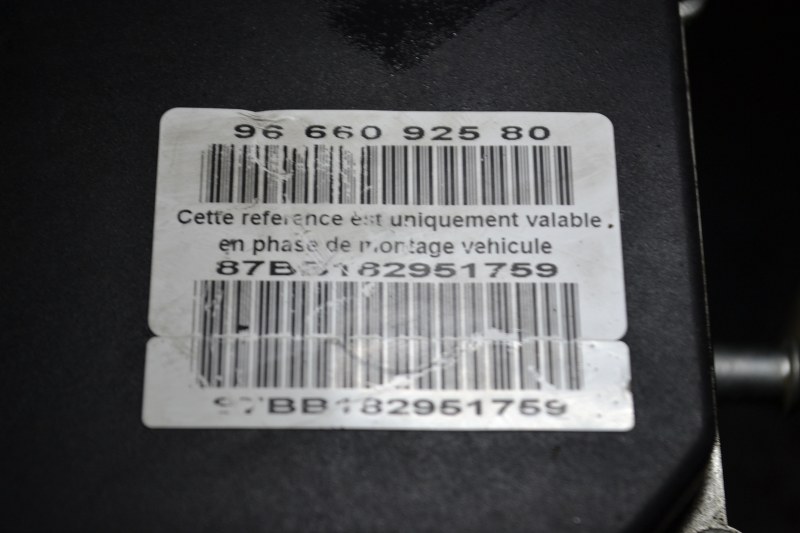 96 660 925 80
Cette reference est uniquement valable.
en phase de montage vehicule
87BB182951759
87BB182951759